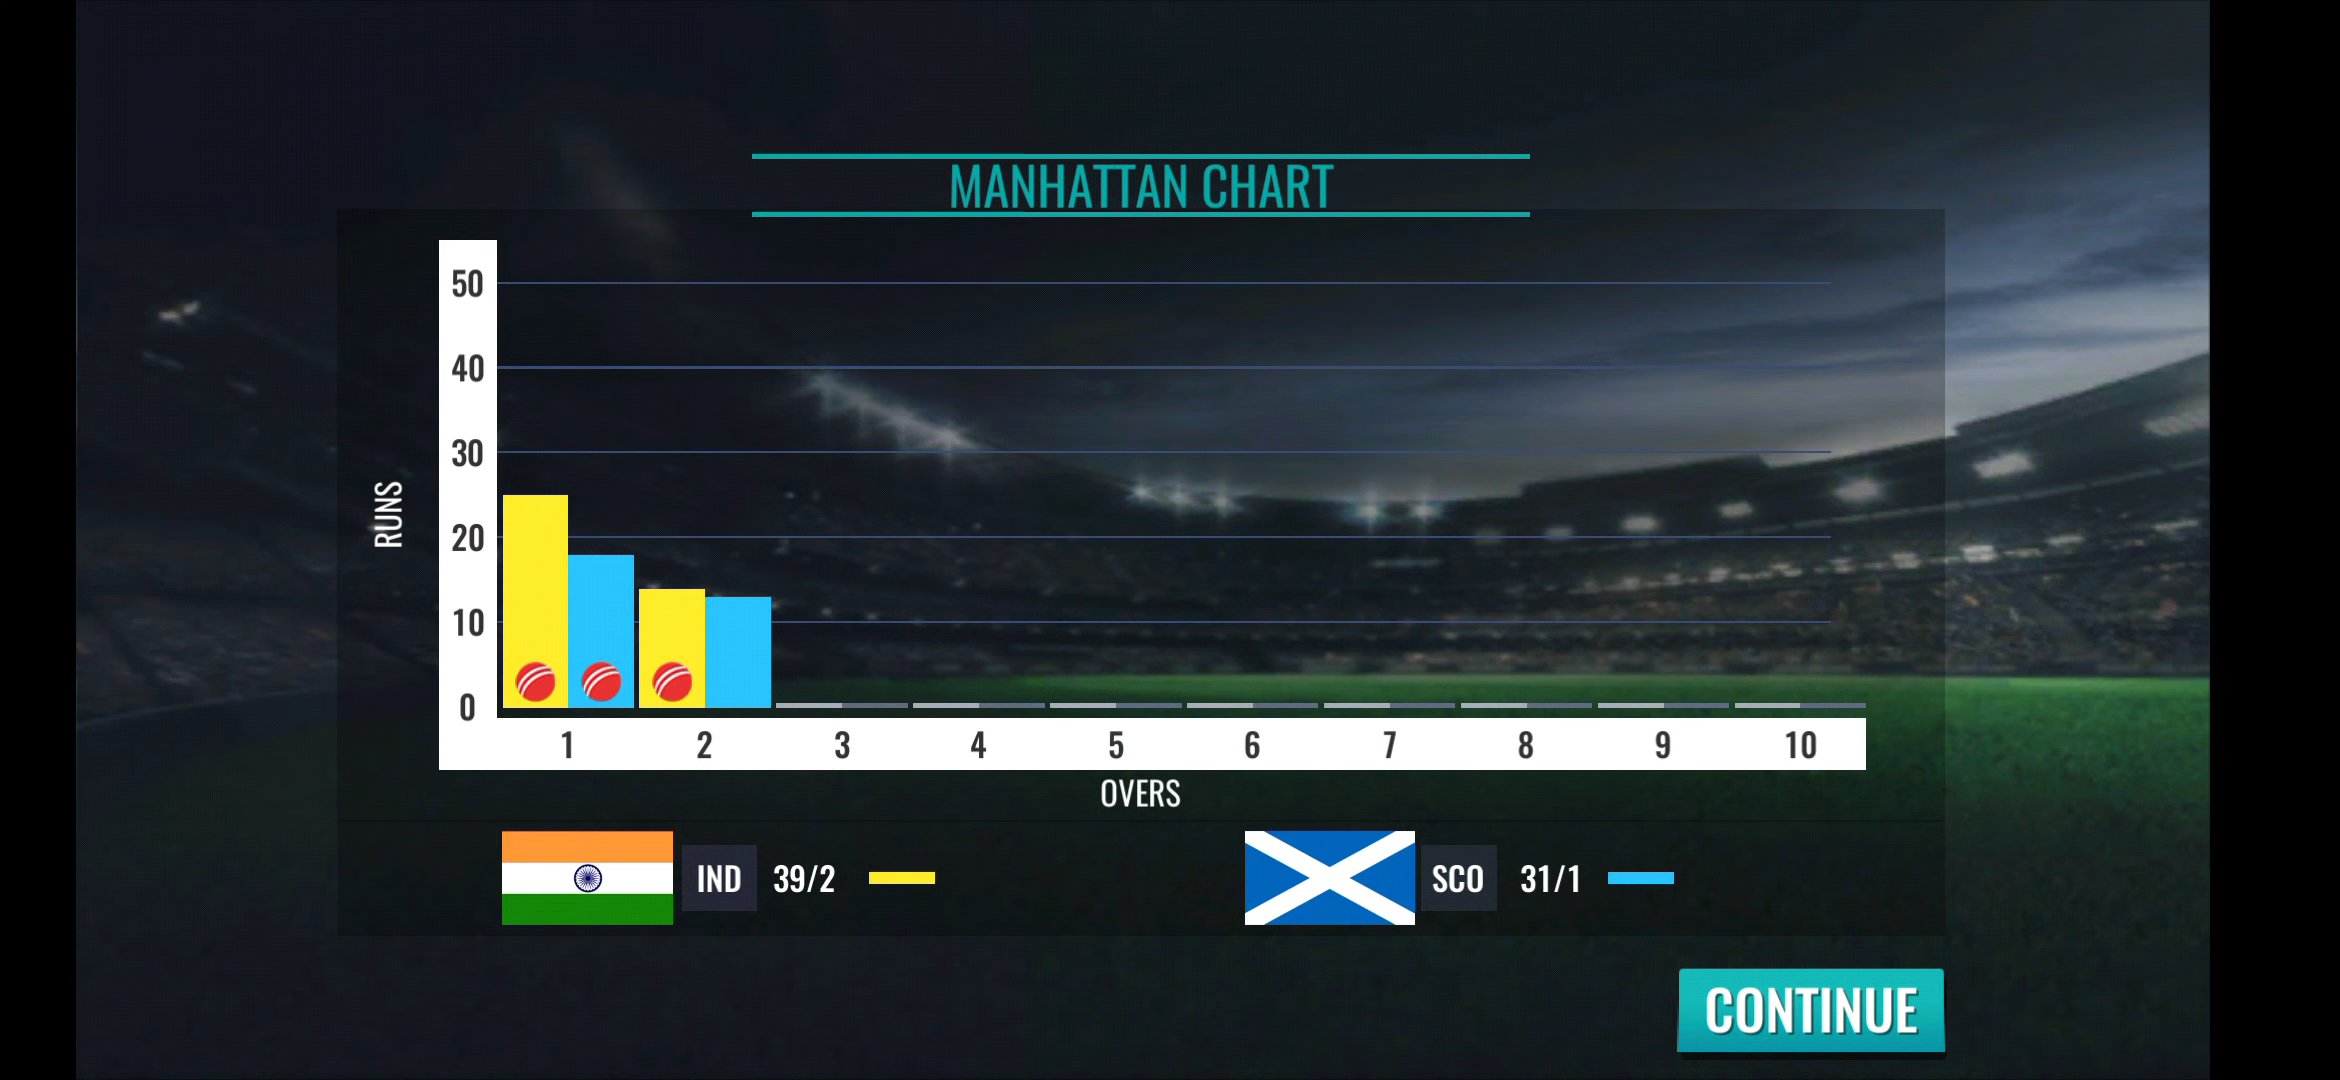 MANHATTAN CHART
50
40
30
20
10
0
RUNS
1 2 3 4 5 6 7 8 9 10
OVERS
IND 39/2 SCO 31/1
CONTINUE